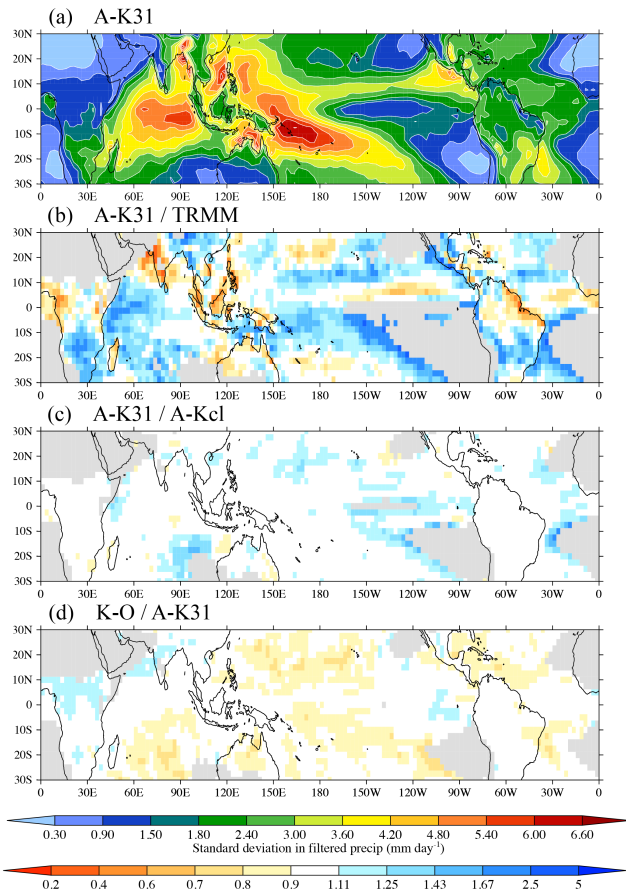 (a) A-K31
30N
20N
10N
0
10S
20S
30S
0 30E 60E 90E 120E 150E 180 150W 120W 90W 60W 30W 0
(b) A-K31 / TRMM
30N
20N
10N
0
10S
20S
30S
0 30E 60E 90E 120E 150E 180 150W 120W 90W 60W 30W 0
(c) A-K31 / A-Kcl
30N
20N
10N
0
10S
20S
30S
0 30E 60E 90E 120E 150E 180 150W 120W 90W 60W 30W 0
(d) K-O / A-K31
30N
20N
10N
0
10S
20S
30S
0 30E 60E 90E 120E 150E 180 150W 120W 90W 60W 30W 0
0.30 0.90 1.50 1.80 2.40 3.00 3.60 4.20 4.80 5.40 6.00 6.60
Standard deviation in filtered precip (mm day-1)
0.2 0.4 0.6 0.7 0.8 0.9 1.11 1.25 1.43 1.67 2.5 5